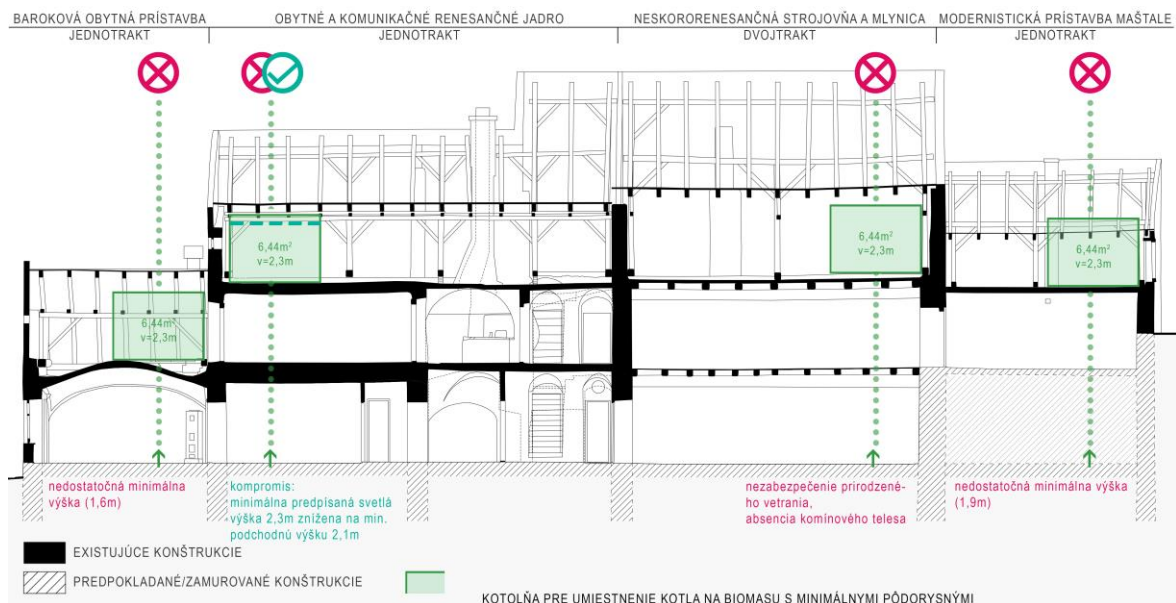 BAROKOVÁ OBYTNÁ PRÍSTAVBA
JEDNOTRAKT
OBYTNÉ A KOMUNIKAČNÉ RENESANČNÉ JADRO
JEDNOTRAKT
NESKORORENESANČNÁ STROJOVŇA A MLYNICA
DVOJTRAKT
MODERNISTICKÁ PRÍSTAVBA MAŠTALE
JEDNOTRAKT
6,44m²
v=2,3m
6,44m²
v=2,3m
6,44m²
v=2,3m
6,44m²
v=2,3m
nedostatočná minimálna
výška (1,6m)
kompromis:
minimálna predpísaná svetlá
výška 2,3m znížena na min.
podchodnú výšku 2,1m
nezabezpečenie prirodzené-
ho vetrania,
absencia komínového telesa
nedostatočná minimálna výška
(1,9m)
EXISTUJÚCE KONŠTRUKCIE
PREDPOKLADANÉ/ZAMUROVANÉ KONŠTRUKCIE
KOTOLŇA PRE UMIESTNENIE KOTLA NA BIOMASU S MINIMÁLNYMI PÔDORYSNÝMI